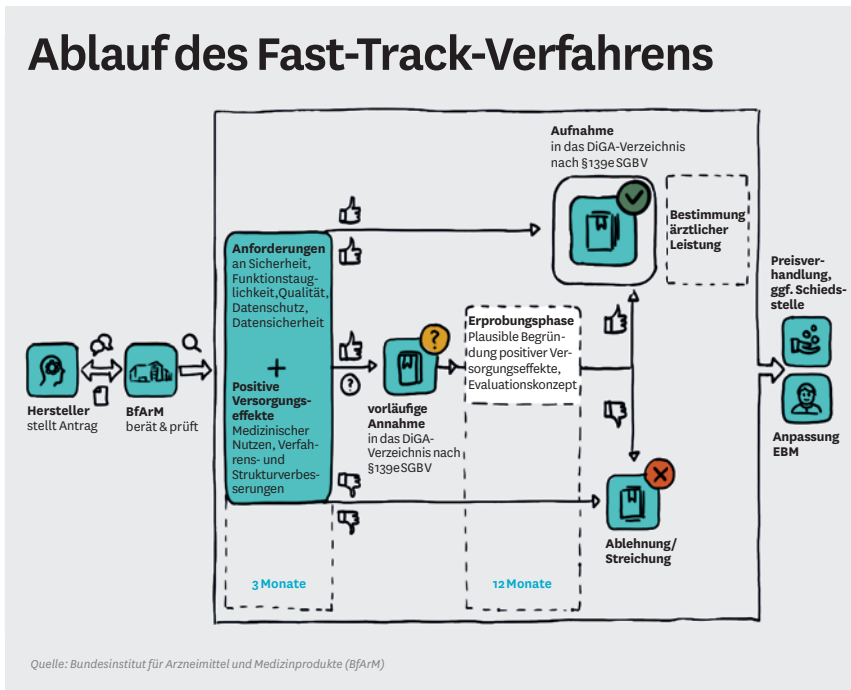 Ablauf des Fast-Track-Verfahrens
Hersteller
stellt Antrag
BfArM
berät & prüft
Anforderungen
an Sicherheit,
Funktionstaug-
lichkeit,Qualität,
Datenschutz,
Datensicherheit
+
Positive
Versorgungs-
effekte
Medizinischer
Nutzen, Verfah-
rens- und
Strukturverbes-
serungen
3 Monate
?
?
vorläufige
Annahme
in das DiGA-
Verzeichnis nach
§139e SGB V
Erprobungsphase
Plausible Begrün-
dung positiver Ver-
sorgungseffekte,
Evaluationskonzept
12 Monate
Aufnahme
in das DiGA-Verzeichnis
nach §139e SGB V
Bestimmung
ärztlicher
Leistung
Ablehnung/
Streichung
Preisver-
handlung,
ggf. Schieds-
stelle
Anpassung
EBM
Quelle: Bundesinstitut für Arzneimittel und Medizinprodukte (BfArM)